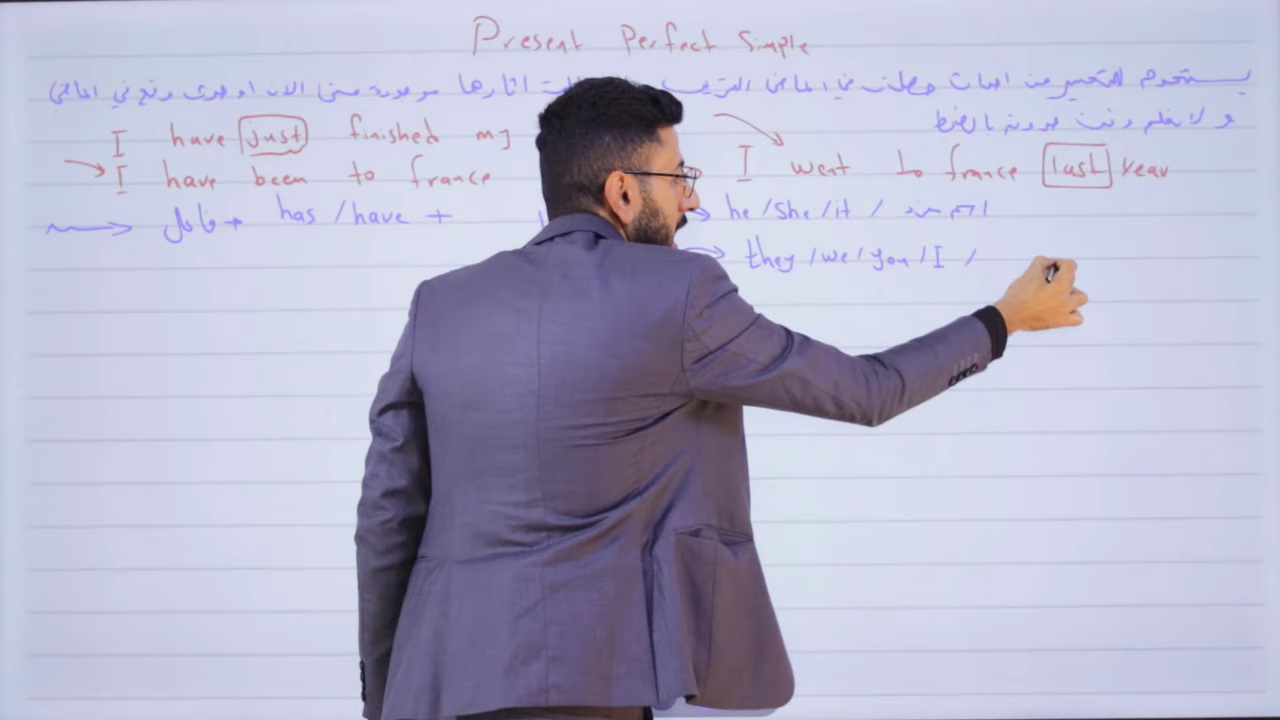 Present Perfect Simple
يستخدم للتعبير عن احداث حصلت في الماضي القريب اثارها موجودة حتى الان او حدث وقع في الماضي
و لا يعلم وقت حدوثه بالضبط
I have just finished my
I have been to france I went to france last year
فاعل + has / have + he / She / it / اسم مفرد
they / we / you / I /